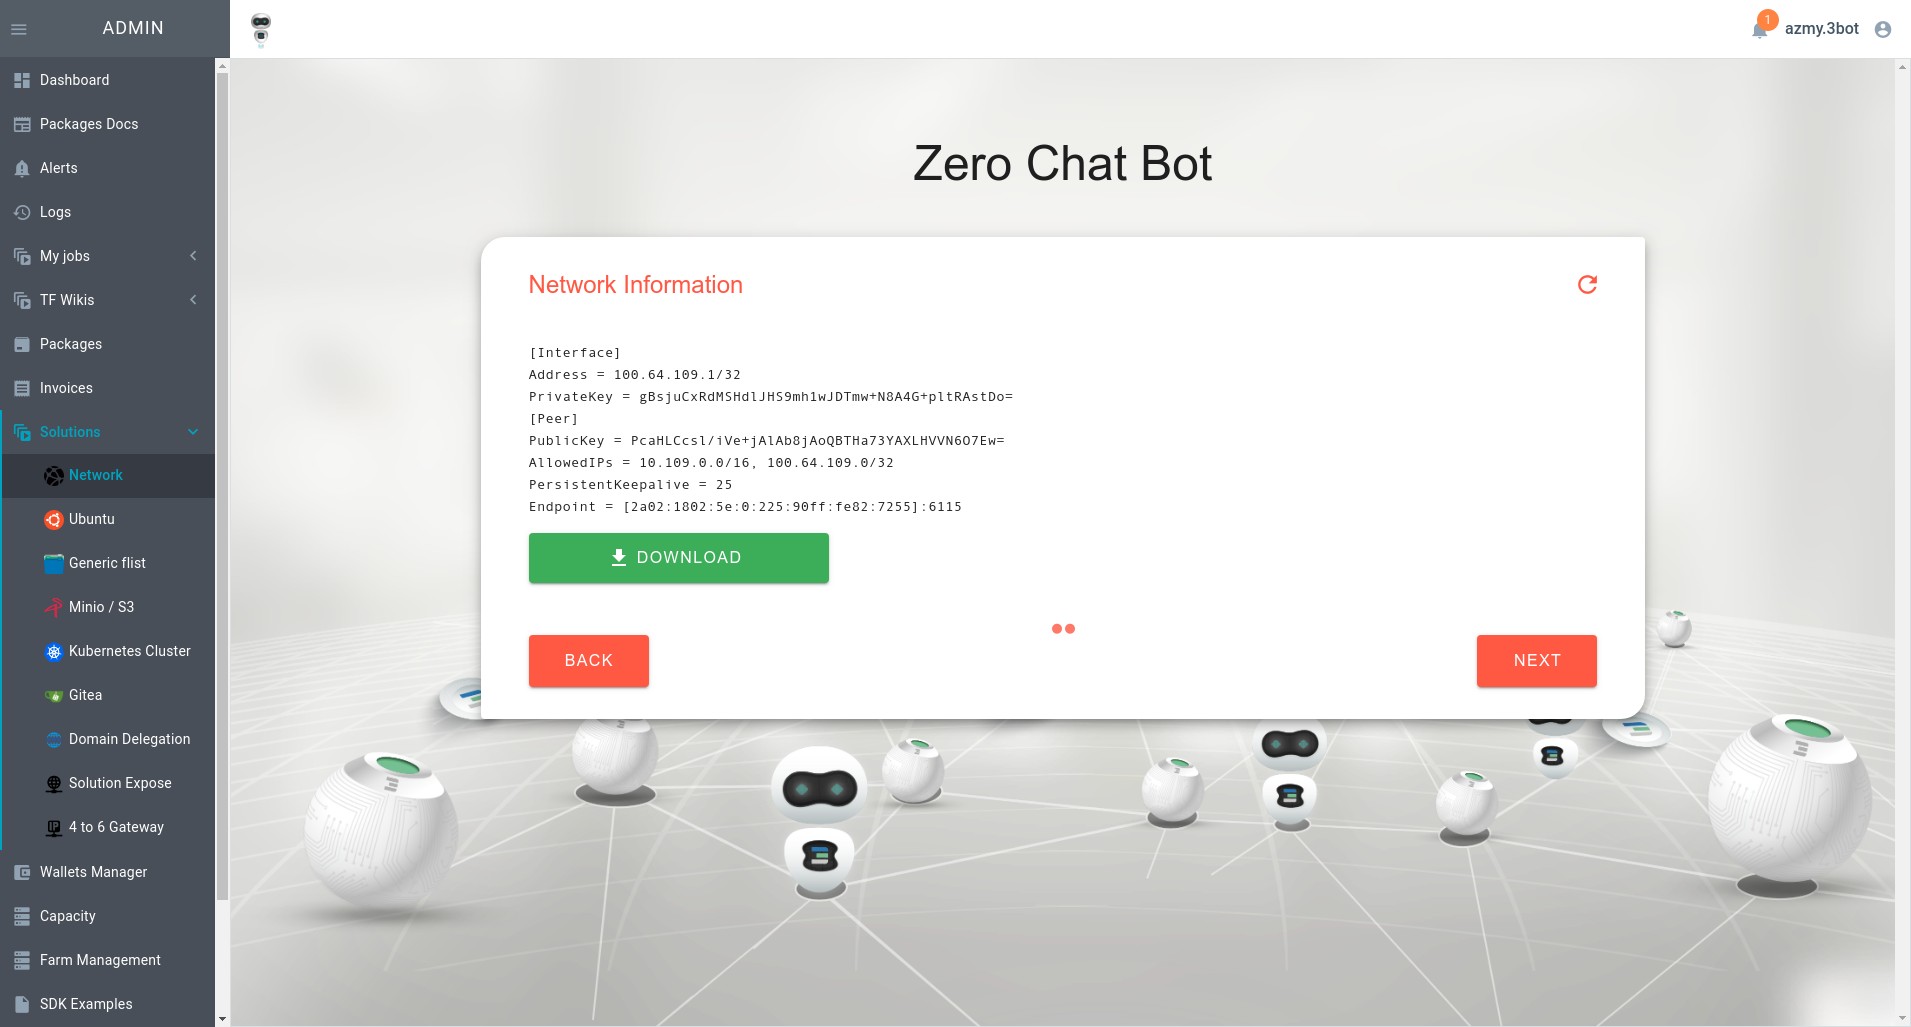 ADMIN
1
azmy.3bot
Dashboard
Packages Docs
Alerts
Logs
My jobs
TF Wikis
Packages
Invoices
Solutions
Network
Ubuntu
Generic flist
Minio / S3
Kubernetes Cluster
Gitea
Domain Delegation
Solution Expose
4 to 6 Gateway
Wallets Manager
Capacity
Farm Management
SDK Examples
Zero Chat Bot
Network Information
[Interface]
Address = 100.64.109.1/32
PrivateKey = gBsjuCxRdMSHdlJHS9mh1wJDTmw+N8A4G+pltRAstDo=
[Peer]
PublicKey = PcaHLCcsl/iVe+jAlAb8jAoQBTHa73YAXLHVVN6O7Ew=
AllowedIPs = 10.109.0.0/16, 100.64.109.0/32
PersistentKeepalive = 25
Endpoint = [2a02:1802:5e:0:225:90ff:fe82:7255]:6115
DOWNLOAD
BACK
NEXT